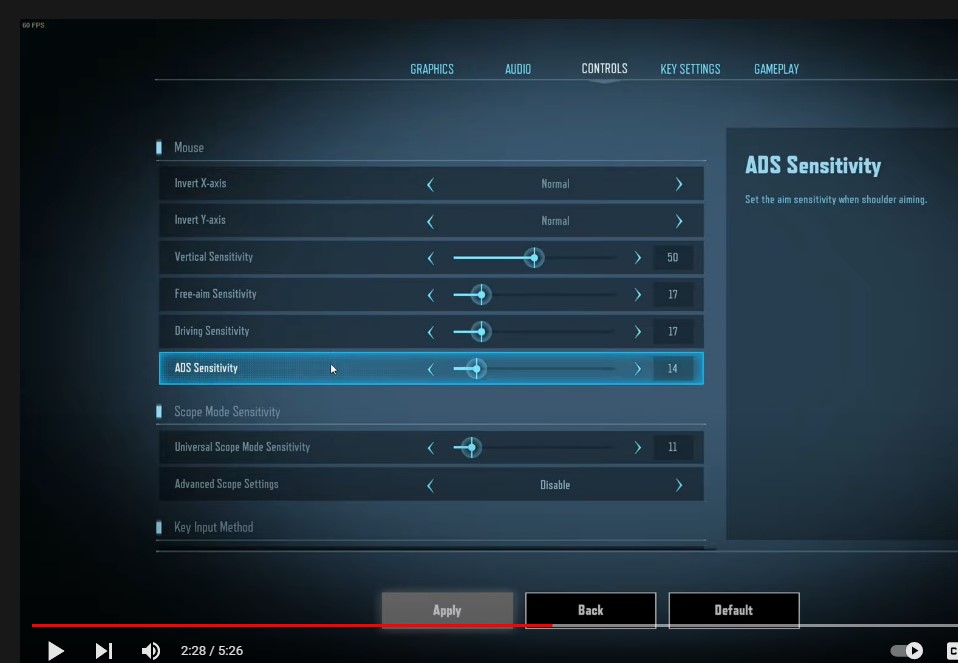 60 FPS
GRAPHICS AUDIO CONTROLS KEY SETTINGS GAMEPLAY
Mouse
Invert X-axis Normal
Invert Y-axis Normal
Vertical Sensitivity 50
Free-aim Sensitivity 17
Driving Sensitivity 17
ADS Sensitivity 14
Scope Mode Sensitivity
Universal Scope Mode Sensitivity 11
Advanced Scope Settings Disable
Key Input Method
ADS Sensitivity
Set the aim sensitivity when shoulder aiming.
Apply Back Default
2:28 / 5:26